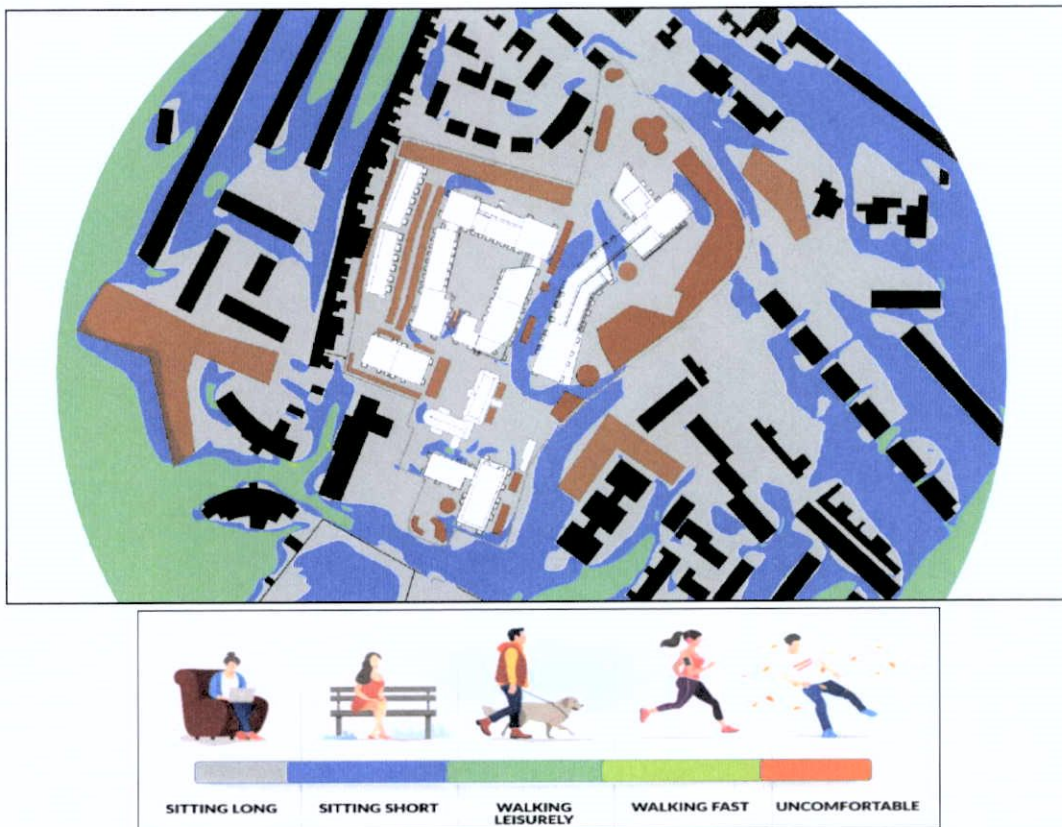 SITTING LONG
SITTING SHORT
WALKING
LEISURELY
WALKING FAST
UNCOMFORTABLE